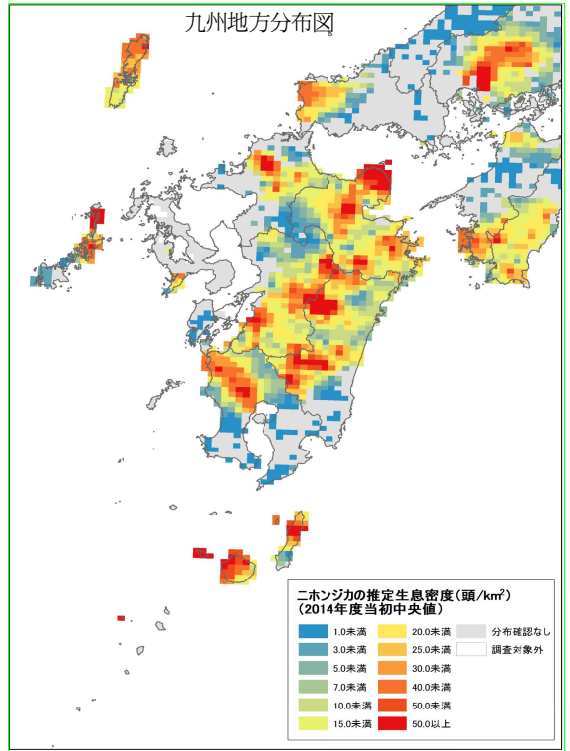 九州地方分布図
ニホンジカの推定生息密度(頭/km²)
(2014年度当初中央値)
1.0未満 20.0未満 分布確認なし
3.0未満 25.0未満 調査対象外
5.0未満 30.0未満
7.0未満 40.0未満
10.0未満 50.0未満
15.0未満 50.0以上